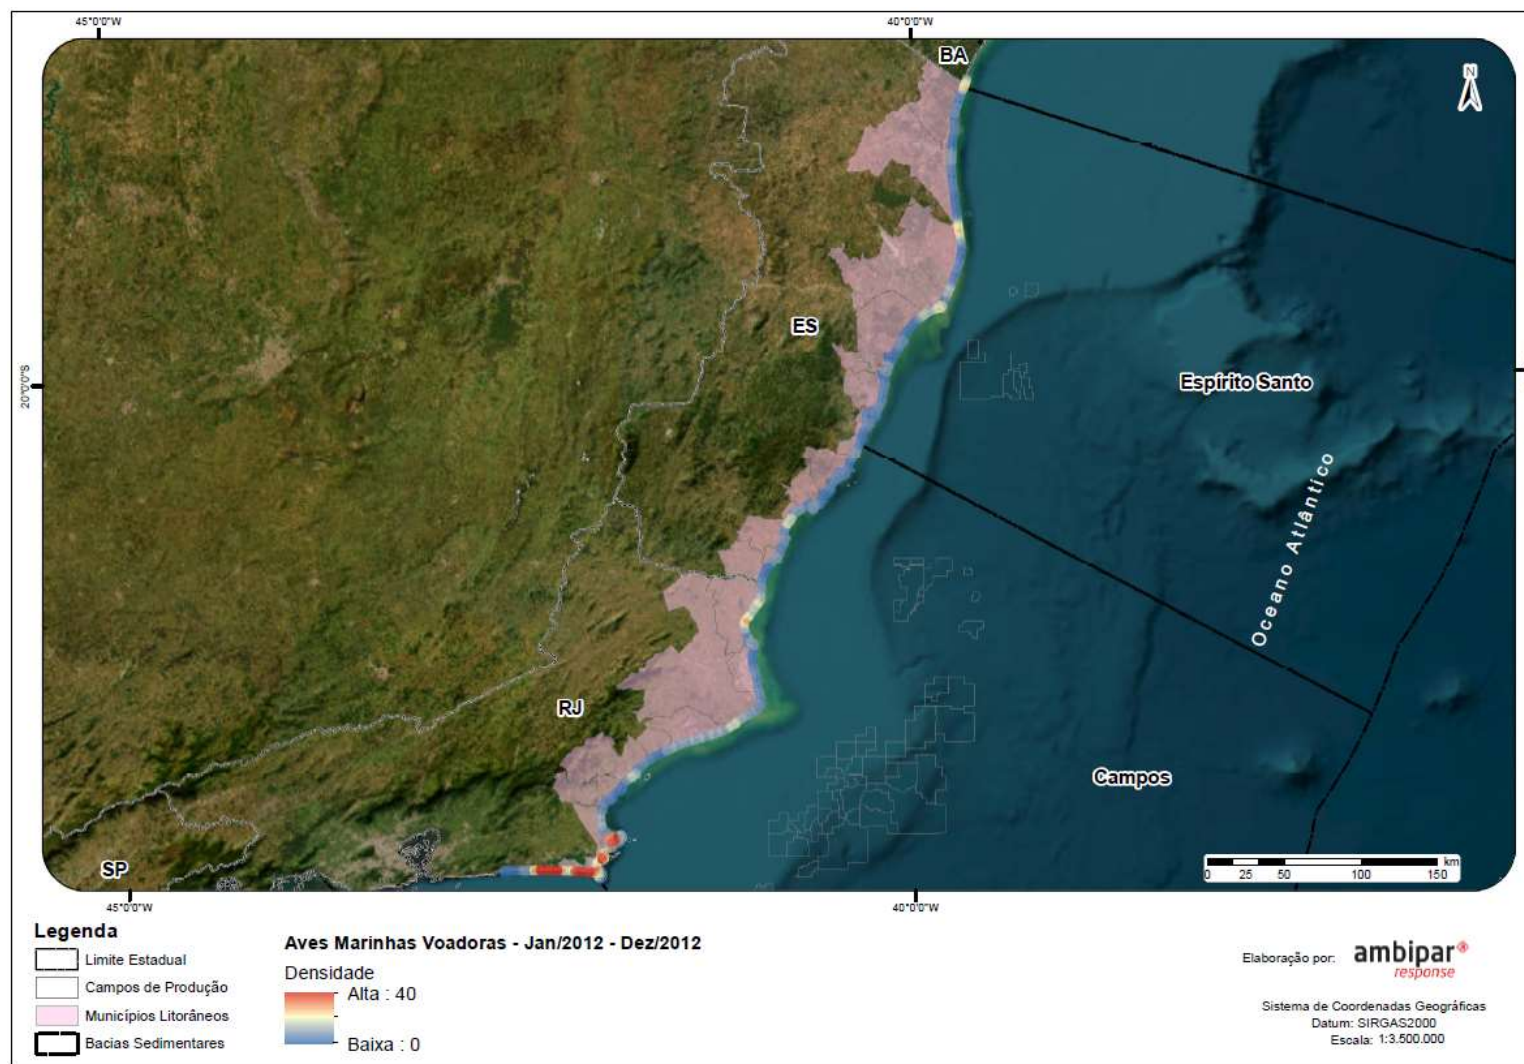 45°0'0"W
40°0'0"W
BA
N
ES
20°0'0"S
Espírito Santo
Oceano Atlântico
RJ
Campos
SP
km
0 25 50 100 150
45°0'0"W
40°0'0"W
Legenda
Limite Estadual
Campos de Produção
Municípios Litorâneos
Bacias Sedimentares
Aves Marinhas Voadoras - Jan/2012 - Dez/2012
Densidade
Alta : 40
Baixa : 0
Elaboração por: ambipar®
response
Sistema de Coordenadas Geográficas
Datum: SIRGAS2000
Escala: 1:3.500.000